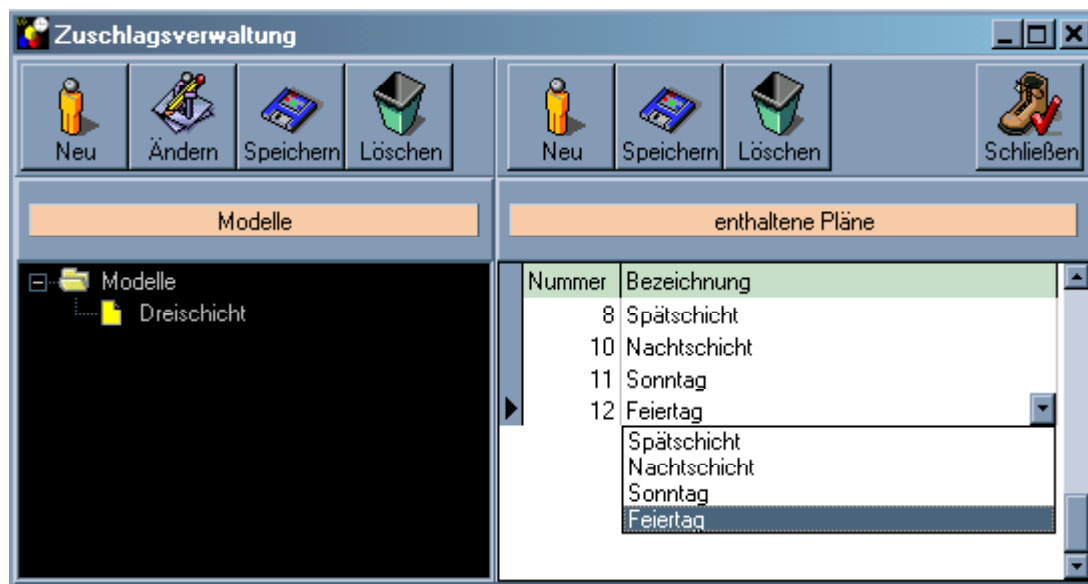 Zuschlagsverwaltung
Neu Ändern Speichern Löschen Neu Speichern Löschen Schließen
Modelle enthaltene Pläne
Modelle
Dreischicht
Nummer Bezeichnung
8 Spätschicht
10 Nachtschicht
11 Sonntag
12 Feiertag
Spätschicht
Nachtschicht
Sonntag
Feiertag